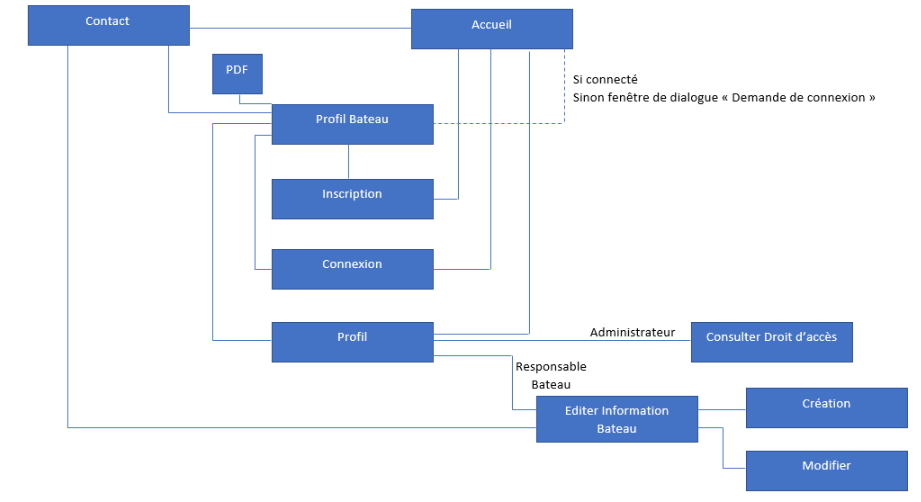 Contact
Accueil
PDF
Si connecté
Sinon fenêtre de dialogue « Demande de connexion »
Profil Bateau
Inscription
Connexion
Profil
Administrateur
Consulter Droit d’accès
Responsable
Bateau
Editer Information
Bateau
Création
Modifier